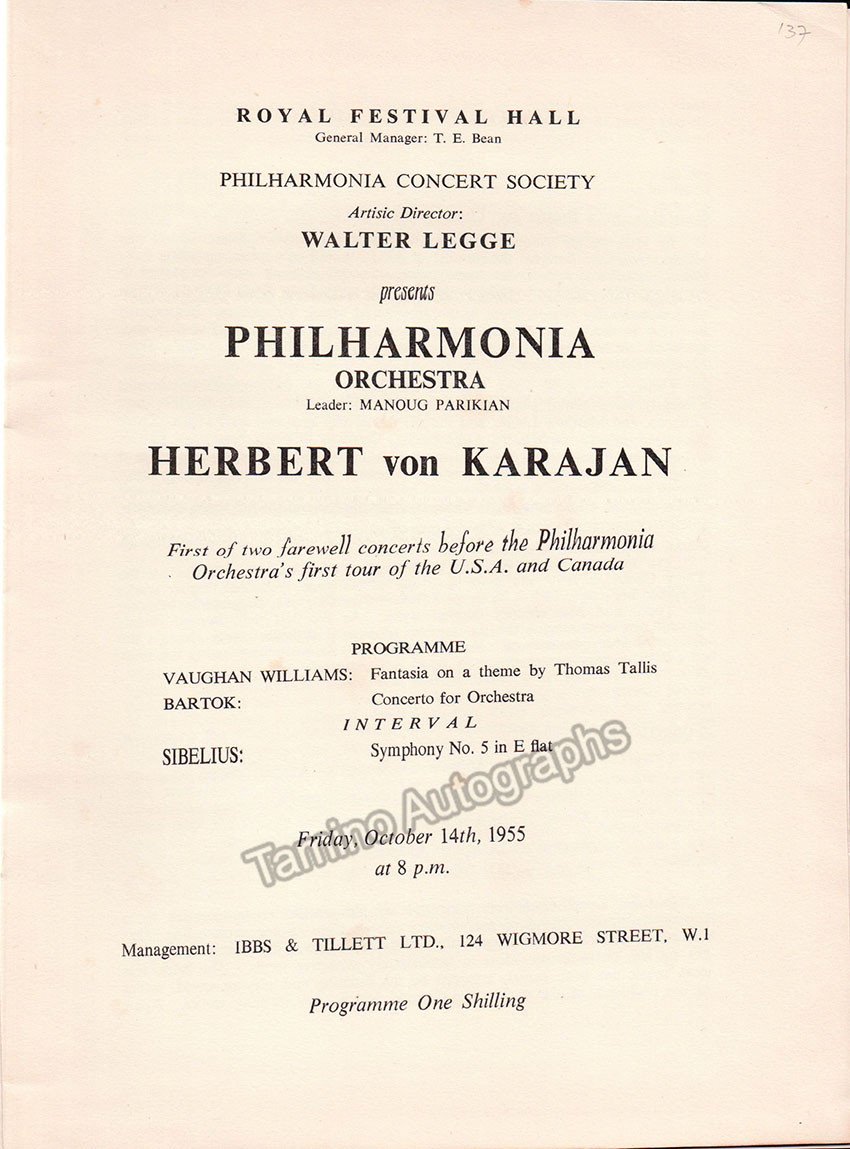 137
ROYAL FESTIVAL HALL
General Manager: T. E. Bean
PHILHARMONIA CONCERT SOCIETY
Artisic Director:
WALTER LEGGE
presents
PHILHARMONIA
ORCHESTRA
Leader: MANOUG PARIKIAN
HERBERT von KARAJAN
First of two farewell concerts before the Philharmonia
Orchestra's first tour of the U.S.A. and Canada
PROGRAMME
VAUGHAN WILLIAMS: Fantasia on a theme by Thomas Tallis
BARTOK: Concerto for Orchestra
INTERVAL
SIBELIUS: Symphony No. 5 in E flat
Tamino Autographs
Friday, October 14th, 1955
at 8 p.m.
Management: IBBS & TILLETT LTD., 124 WIGMORE STREET, W.1
Programme One Shilling